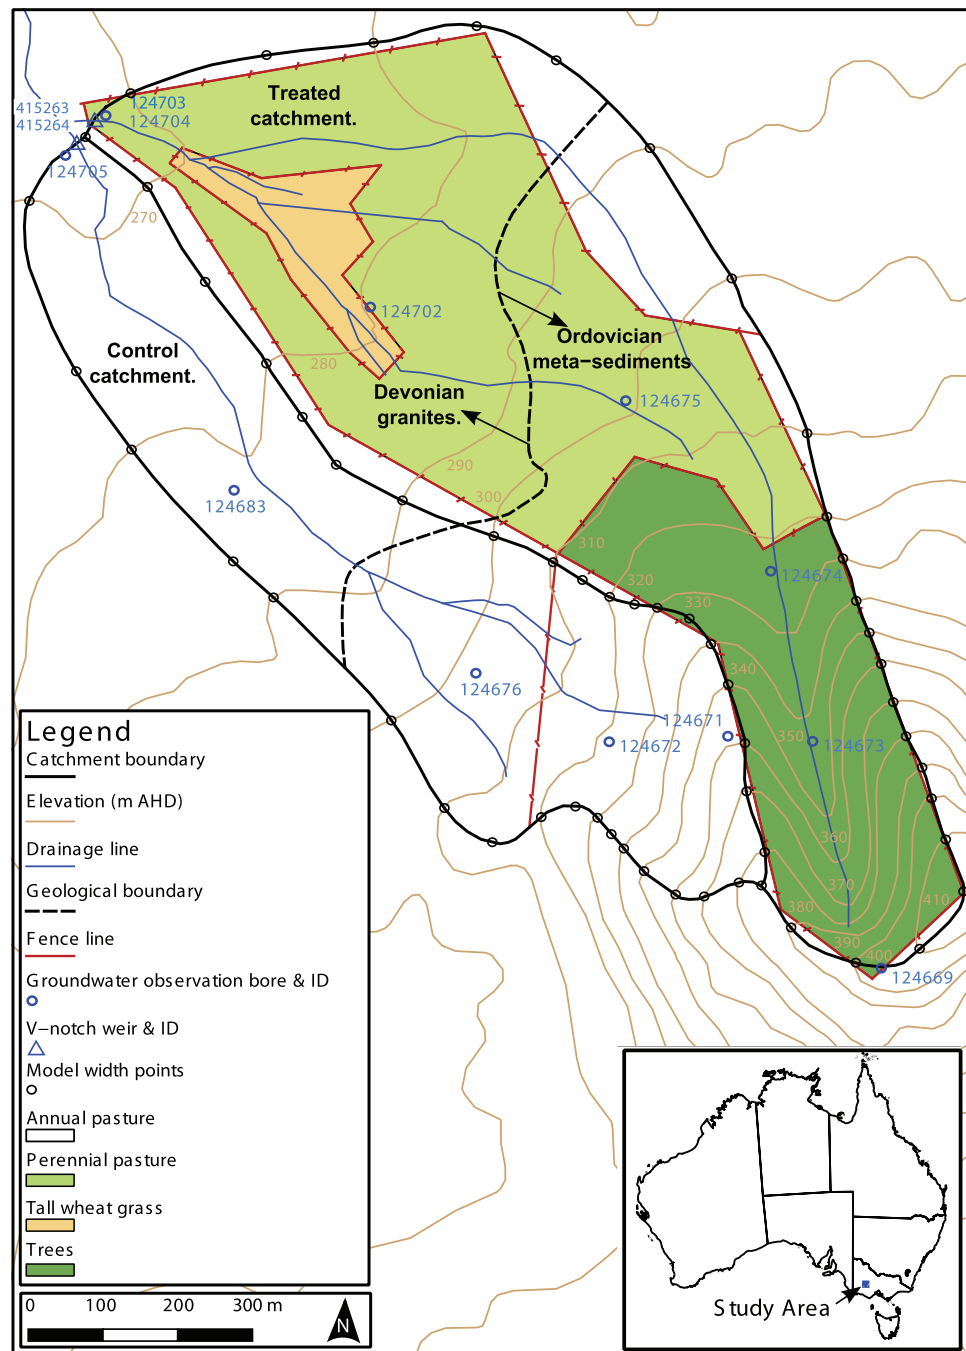 415263
415264
124703
124704
124705
Treated
catchment.
270
124702
Ordovician
meta−sediments
Control
catchment.
280
Devonian
granites.
124675
290
300
124683
310
124674
320
330
340
124676
124671
124672
350
124673
360
370
380
410
390
400
124669
Legend
Catchment boundary
Elevation (m AHD)
Drainage line
Geological boundary
Fence line
Groundwater observation bore & ID
V−notch weir & ID
Model width points
Annual pasture
Perennial pasture
Tall wheat grass
Trees
0 100 200 300 m
N
Study Area